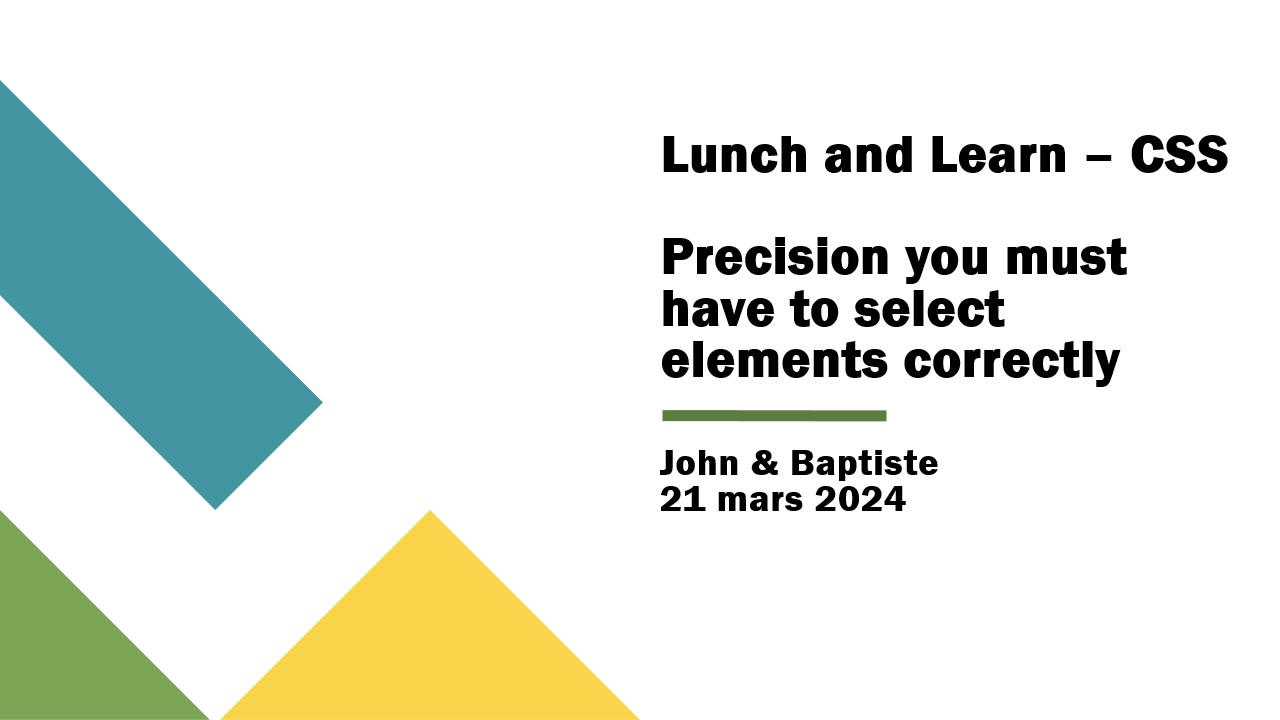 Lunch and Learn – CSS
Precision you must
have to select
elements correctly
John & Baptiste
21 mars 2024